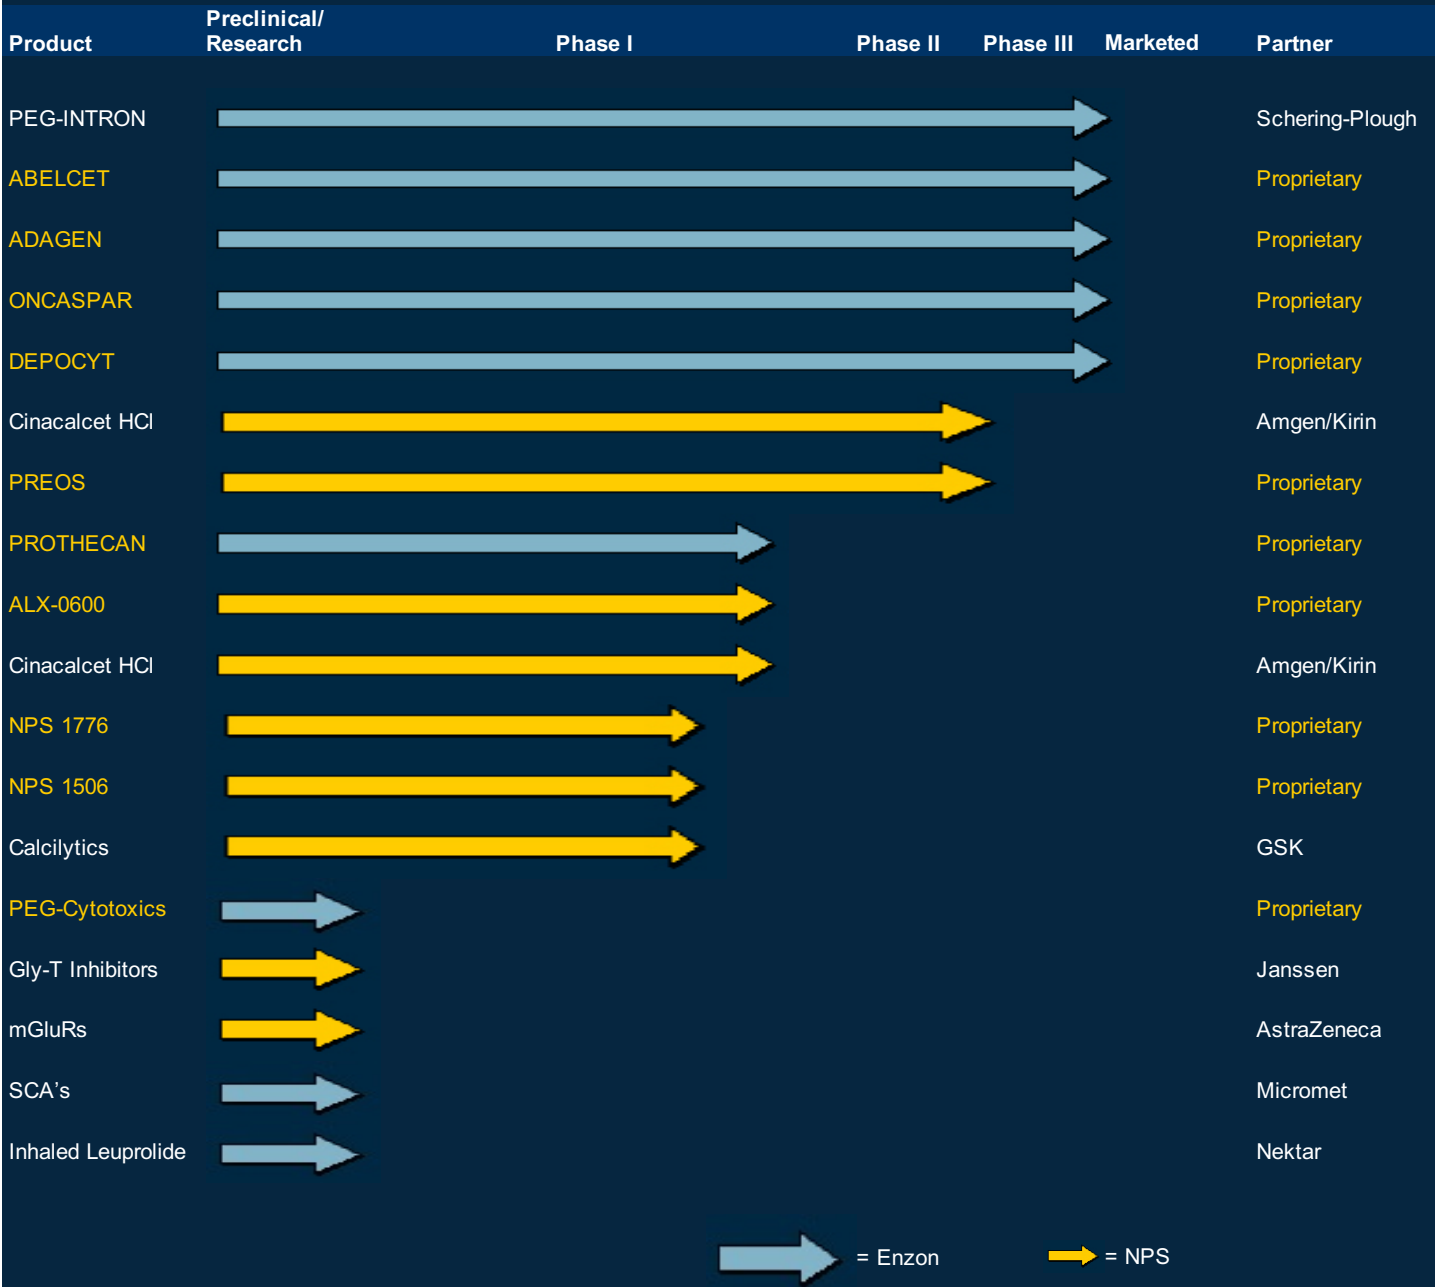 Product Preclinical/ Research Phase I Phase II Phase III Marketed Partner
PEG-INTRON Schering-Plough
ABELCET Proprietary
ADAGEN Proprietary
ONCASPAR Proprietary
DEPOCYT Proprietary
Cinacalcet HCl Amgen/Kirin
PREOS Proprietary
PROTHECAN Proprietary
ALX-0600 Proprietary
Cinacalcet HCl Amgen/Kirin
NPS 1776 Proprietary
NPS 1506 Proprietary
Calcilytics GSK
PEG-Cytotoxics Proprietary
Gly-T Inhibitors Janssen
mGluRs AstraZeneca
SCA’s Micromet
Inhaled Leuprolide Nektar
= Enzon = NPS